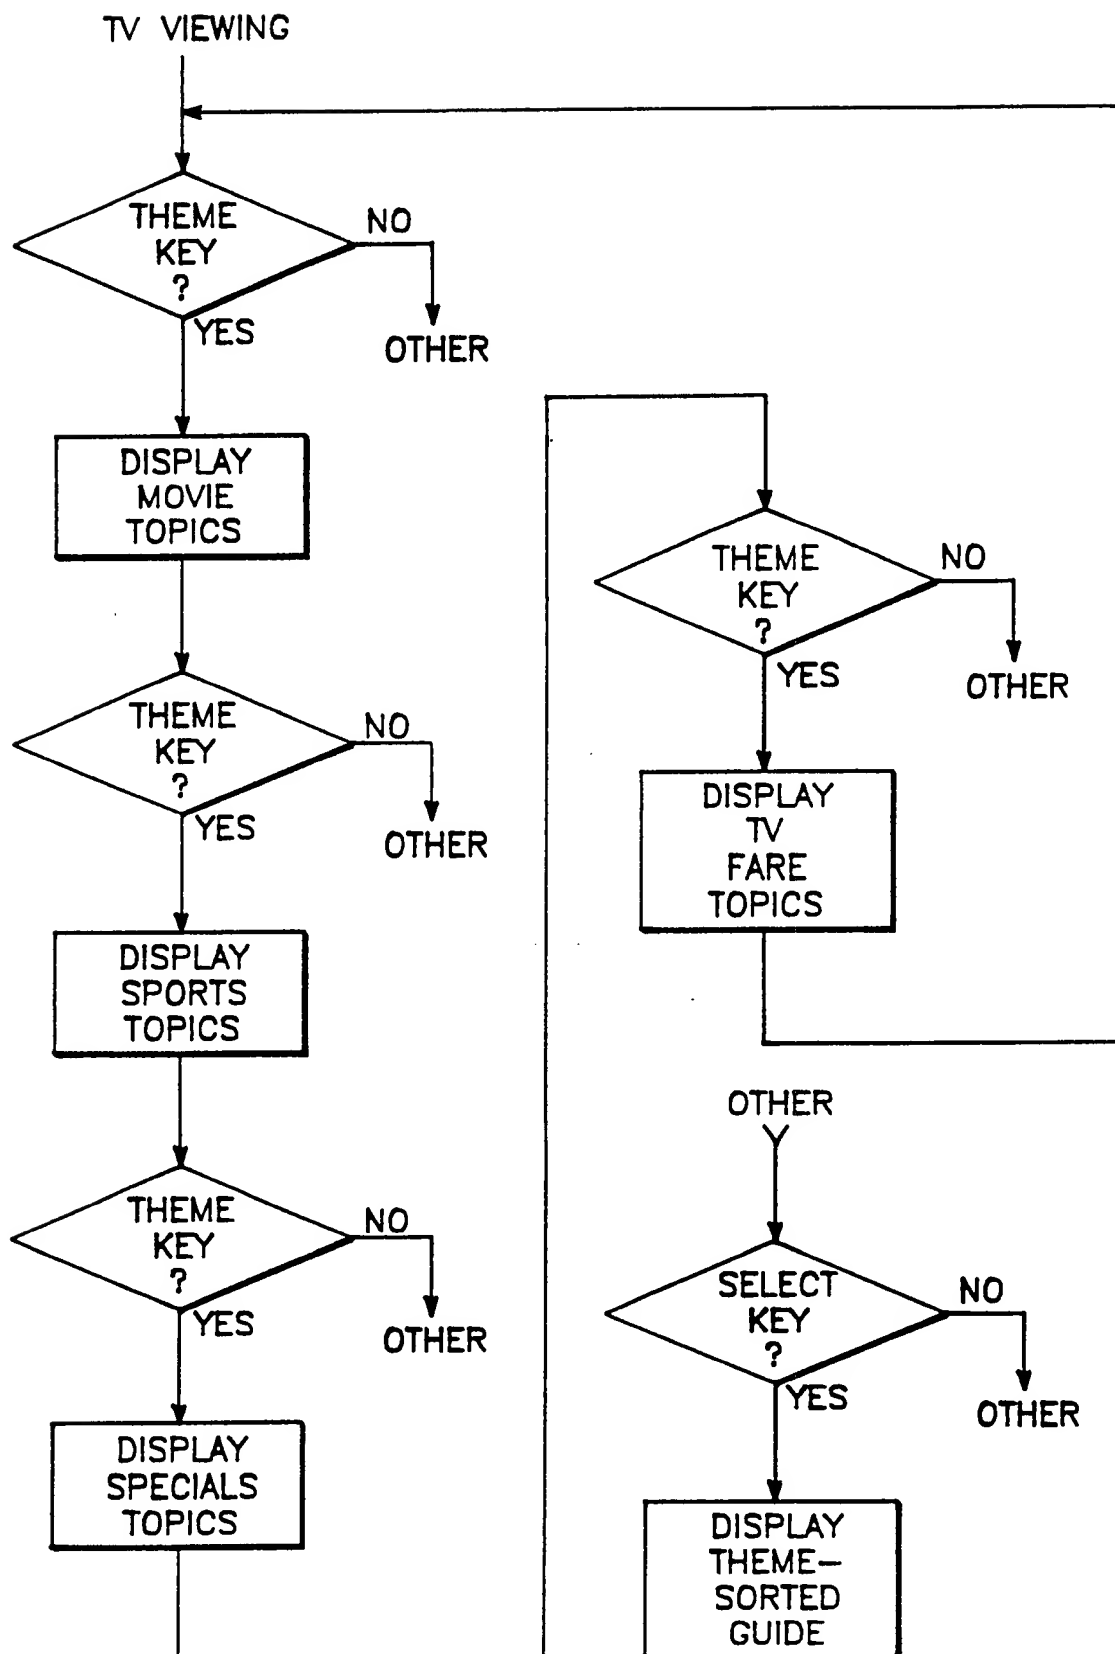 TV VIEWING
THEME
KEY
?
NO
YES
OTHER
DISPLAY
MOVIE
TOPICS
THEME
KEY
?
NO
YES
OTHER
DISPLAY
SPORTS
TOPICS
THEME
KEY
?
NO
YES
OTHER
DISPLAY
SPECIALS
TOPICS
THEME
KEY
?
NO
YES
OTHER
DISPLAY
TV
FARE
TOPICS
OTHER
SELECT
KEY
?
NO
YES
OTHER
DISPLAY
THEME-
SORTED
GUIDE